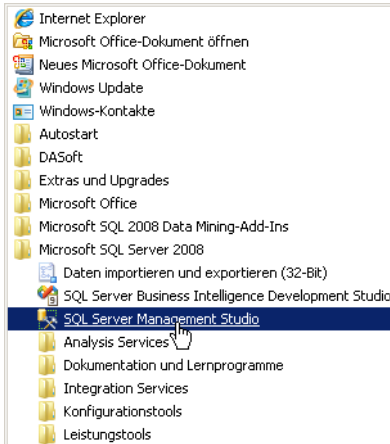 Internet Explorer
Microsoft Office-Dokument öffnen
Neues Microsoft Office-Dokument
Windows Update
Windows-Kontakte
Autostart
DASoft
Extras und Upgrades
Microsoft Office
Microsoft SQL 2008 Data Mining-Add-Ins
Microsoft SQL Server 2008
Daten importieren und exportieren (32-Bit)
SQL Server Business Intelligence Development Studio
SQL Server Management Studio
Analysis Services
Dokumentation und Lernprogramme
Integration Services
Konfigurationstools
Leistungstools